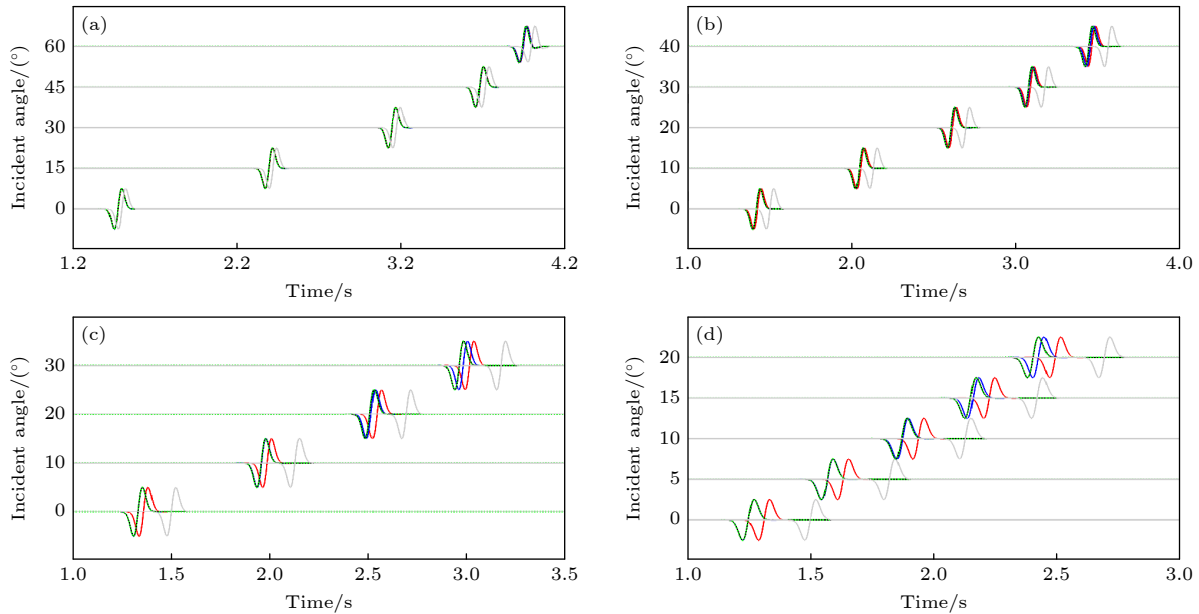 (a)
Incident angle/(°)
60
45
30
15
0
1.2 2.2 3.2 4.2
Time/s
(b)
Incident angle/(°)
40
30
20
10
0
1.0 2.0 3.0 4.0
Time/s
(c)
Incident angle/(°)
30
20
10
0
1.0 1.5 2.0 2.5 3.0 3.5
Time/s
(d)
Incident angle/(°)
20
15
10
5
0
1.0 1.5 2.0 2.5 3.0
Time/s